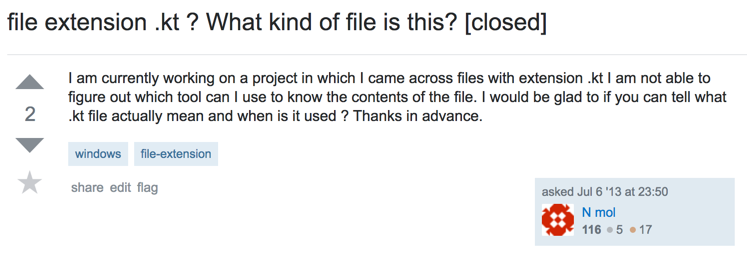 file extension .kt ? What kind of file is this? [closed]
I am currently working on a project in which I came across files with extension .kt I am not able to
figure out which tool can I use to know the contents of the file. I would be glad to if you can tell what
.kt file actually mean and when is it used ? Thanks in advance.
2
windows file-extension
share edit flag
asked Jul 6 '13 at 23:50
N mol
116 5 17